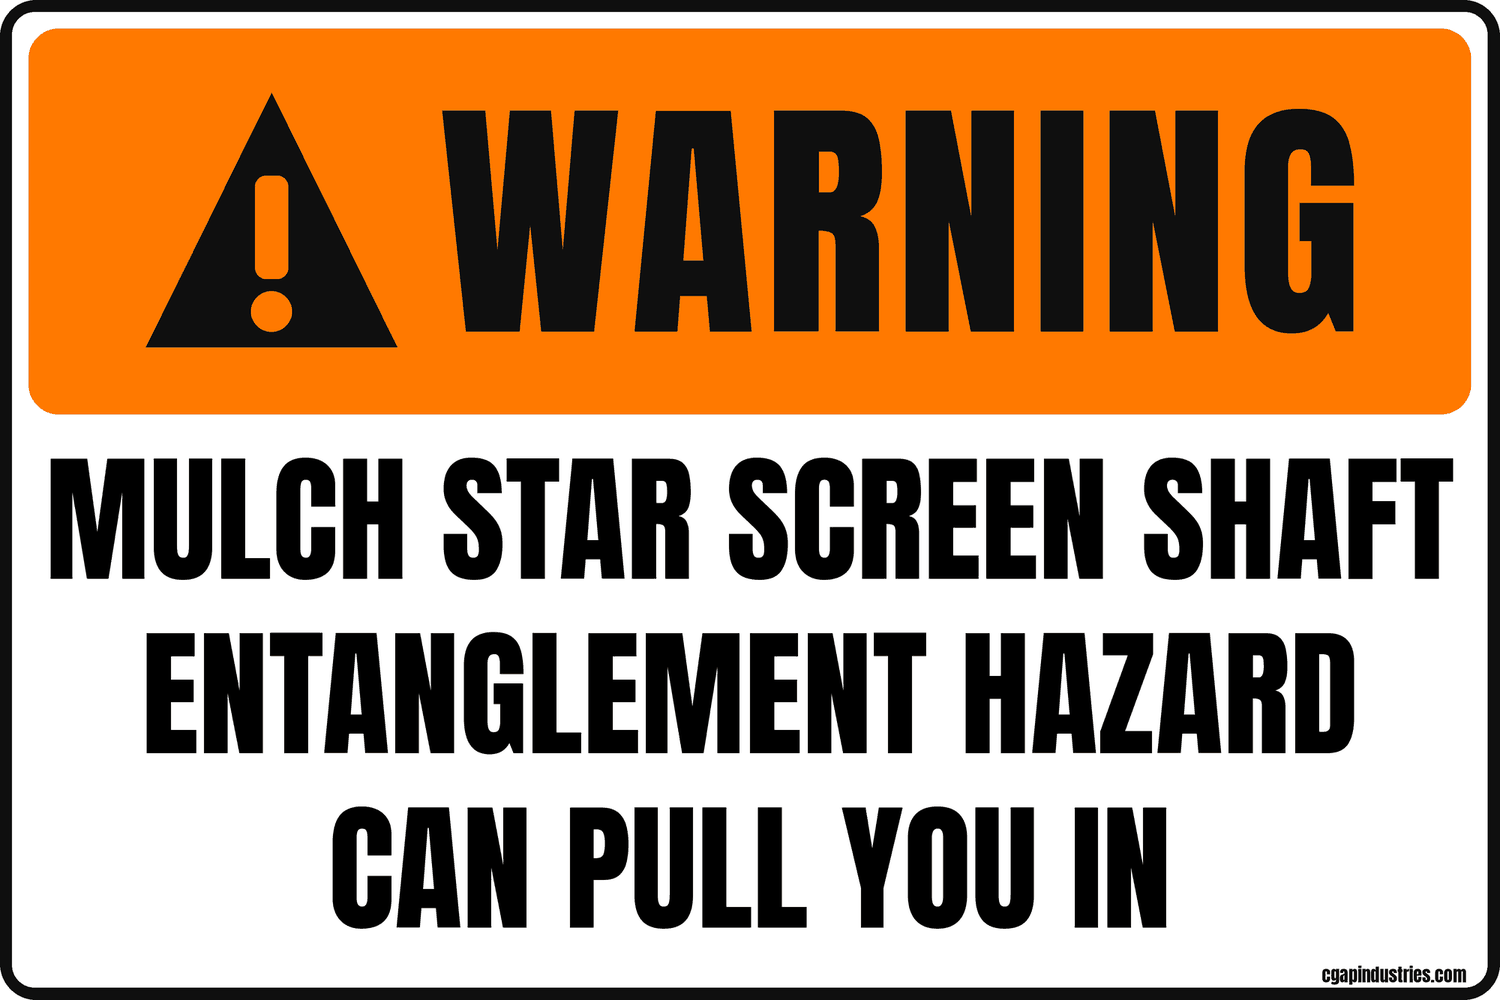 WARNING
MULCH STAR SCREEN SHAFT
ENTANGLEMENT HAZARD
CAN PULL YOU IN
cgapindustries.com